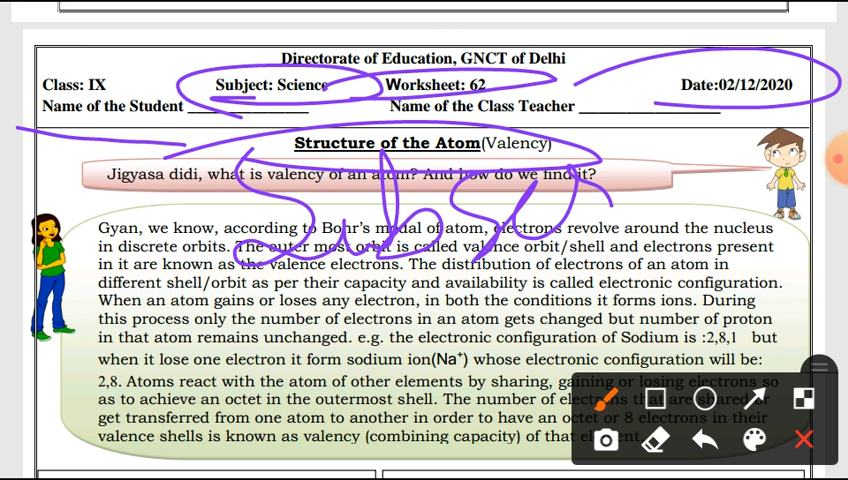 Directorate of Education, GNCT of Delhi
Class: IX Subject: Science Worksheet: 62 Date:02/12/2020
Name of the Student _______________ Name of the Class Teacher _________________
Structure of the Atom(Valency)
Jigyasa didi, what is valency of an atom? And how do we find it?
Gyan, we know, according to Bohr's modal of atom, electrons revolve around the nucleus
in discrete orbits. The outer most orbit is called valence orbit/shell and electrons present
in it are known as the valence electrons. The distribution of electrons of an atom in
different shell/orbit as per their capacity and availability is called electronic configuration.
When an atom gains or loses any electron, in both the conditions it forms ions. During
this process only the number of electrons in an atom gets changed but number of proton
in that atom remains unchanged. e.g. the electronic configuration of Sodium is :2,8,1 but
when it lose one electron it form sodium ion(Na⁺) whose electronic configuration will be:
2,8. Atoms react with the atom of other elements by sharing, gaining or losing electrons so
as to achieve an octet in the outermost shell. The number of electrons that are shared or
get transferred from one atom to another in order to have an octet or 8 electrons in their
valence shells is known as valency (combining capacity) of that element.